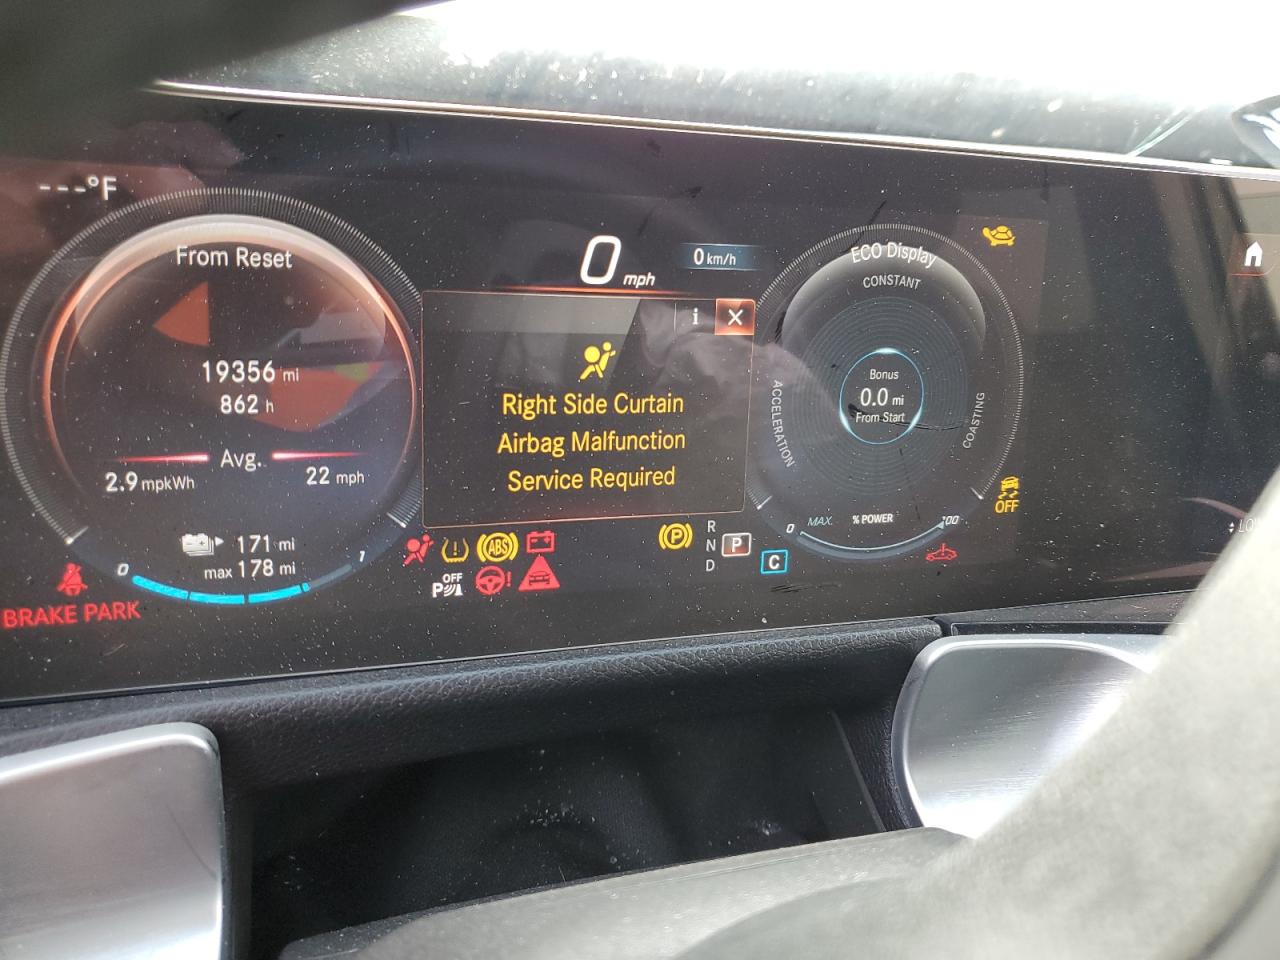 ---°F
From Reset
19356 mi
862 h
Avg.
2.9 mpkWh
22 mph
171 mi
max 178 mi
0
1
BRAKE PARK
0 mph
0 km/h
i
Right Side Curtain
Airbag Malfunction
Service Required
ABS
OFF
P
!
P
R
N
P
D
C
ECO Display
CONSTANT
ACCELERATION
COASTING
Bonus
0.0 mi
From Start
0
MAX.
% POWER
100
OFF